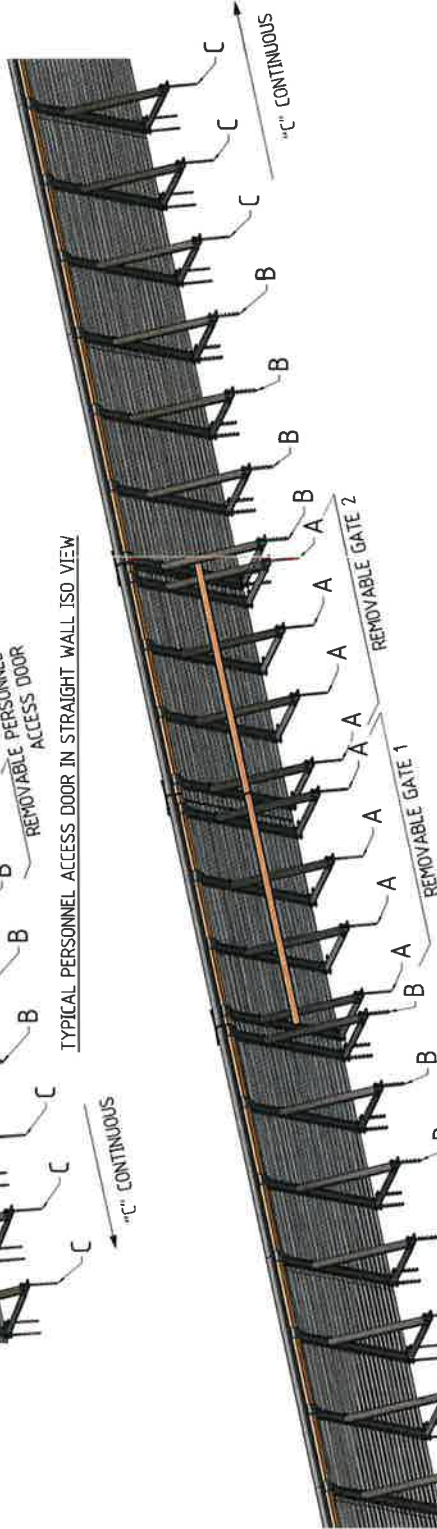 REMOVABLE PERSONNEL
ACCESS DOOR
B
B
B
C
C
C
"C" CONTINUOUS
TYPICAL PERSONNEL ACCESS DOOR IN STRAIGHT WALL ISO VIEW
"C" CONTINUOUS
C
C
C
B
B
B
B
A
A
A
A
REMOVABLE GATE 2
A
A
A
A
REMOVABLE GATE 1
B
B